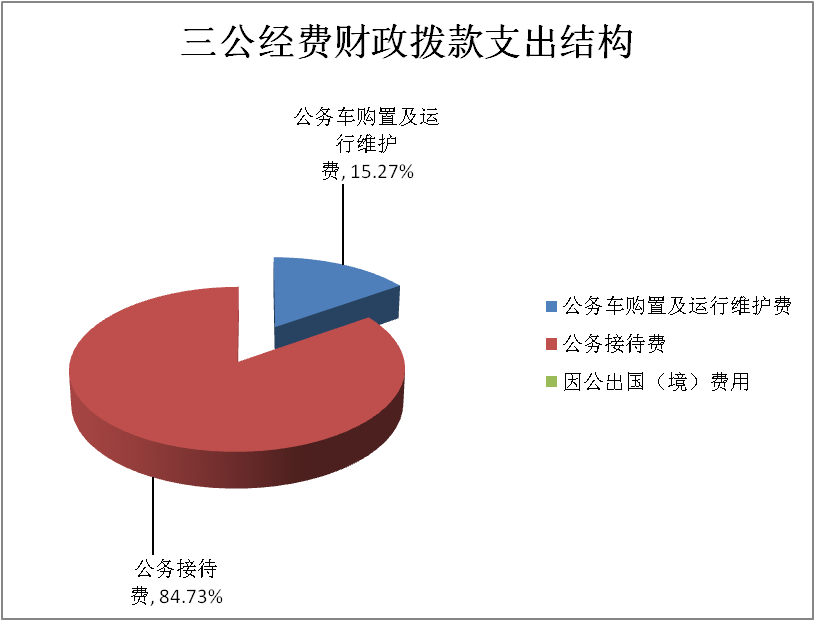 三公经费财政拨款支出结构
公务车购置及运
行维护
费, 15.27%
公务车购置及运行维护费
公务接待费
因公出国（境）费用
公务接待
费, 84.73%